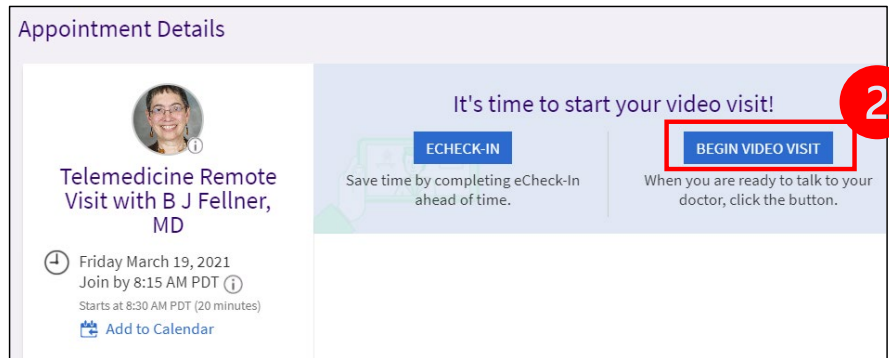 Appointment Details
Telemedicine Remote
Visit with B J Fellner,
MD
Friday March 19, 2021
Join by 8:15 AM PDT
Starts at 8:30 AM PDT (20 minutes)
Add to Calendar
It's time to start your video visit!
2
ECHECK-IN
Save time by completing eCheck-In
ahead of time.
BEGIN VIDEO VISIT
When you are ready to talk to your
doctor, click the button.